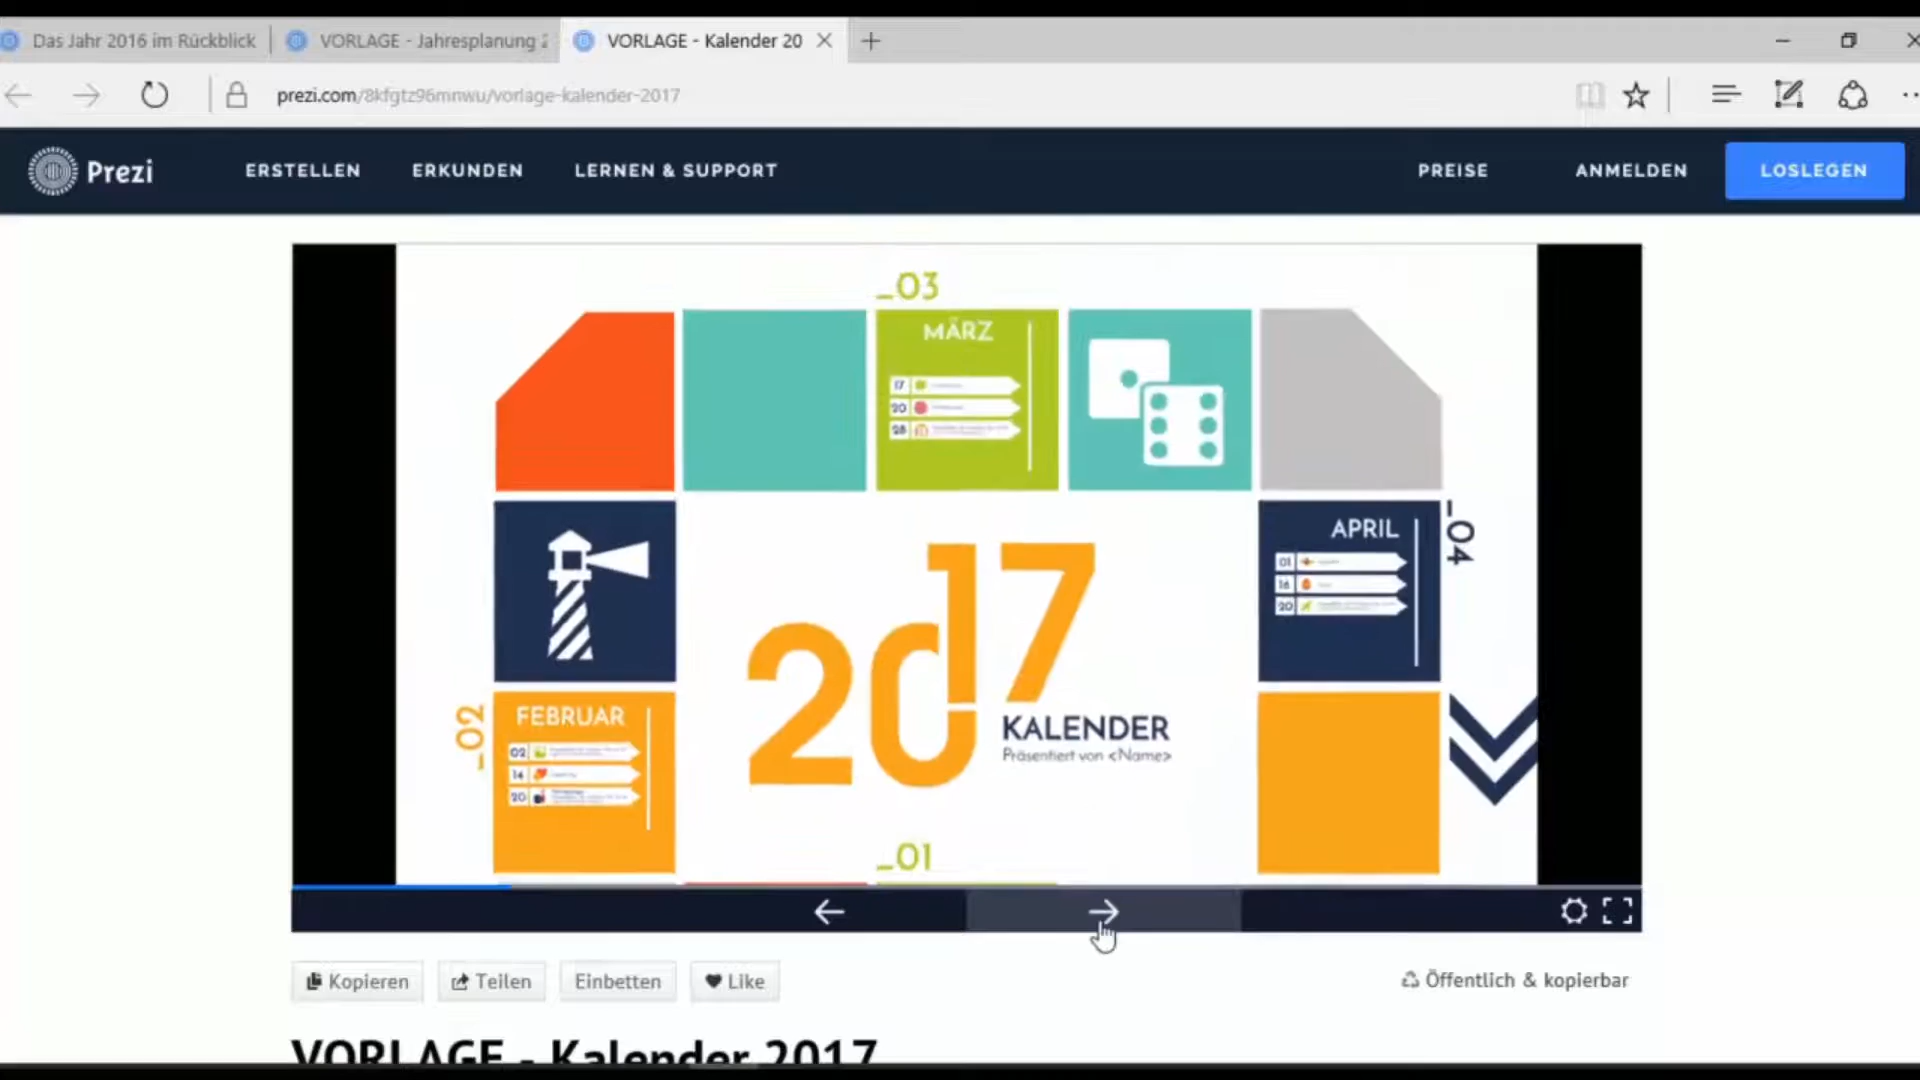 Das Jahr 2016 im Rückblick
VORLAGE - Jahresplanung 2
VORLAGE - Kalender 20
prezi.com/8kfgtz96mnwu/vorlage-kalender-2017
Prezi
ERSTELLEN
ERKUNDEN
LERNEN & SUPPORT
PREISE
ANMELDEN
LOSLEGEN
_03
MÄRZ
17
20
28
APRIL
_04
01
16
20
2017
KALENDER
Präsentiert von <Name>
_02
FEBRUAR
02
14
20
_01
Kopieren
Teilen
Einbetten
Like
Öffentlich & kopierbar
VORLAGE - Kalender 2017